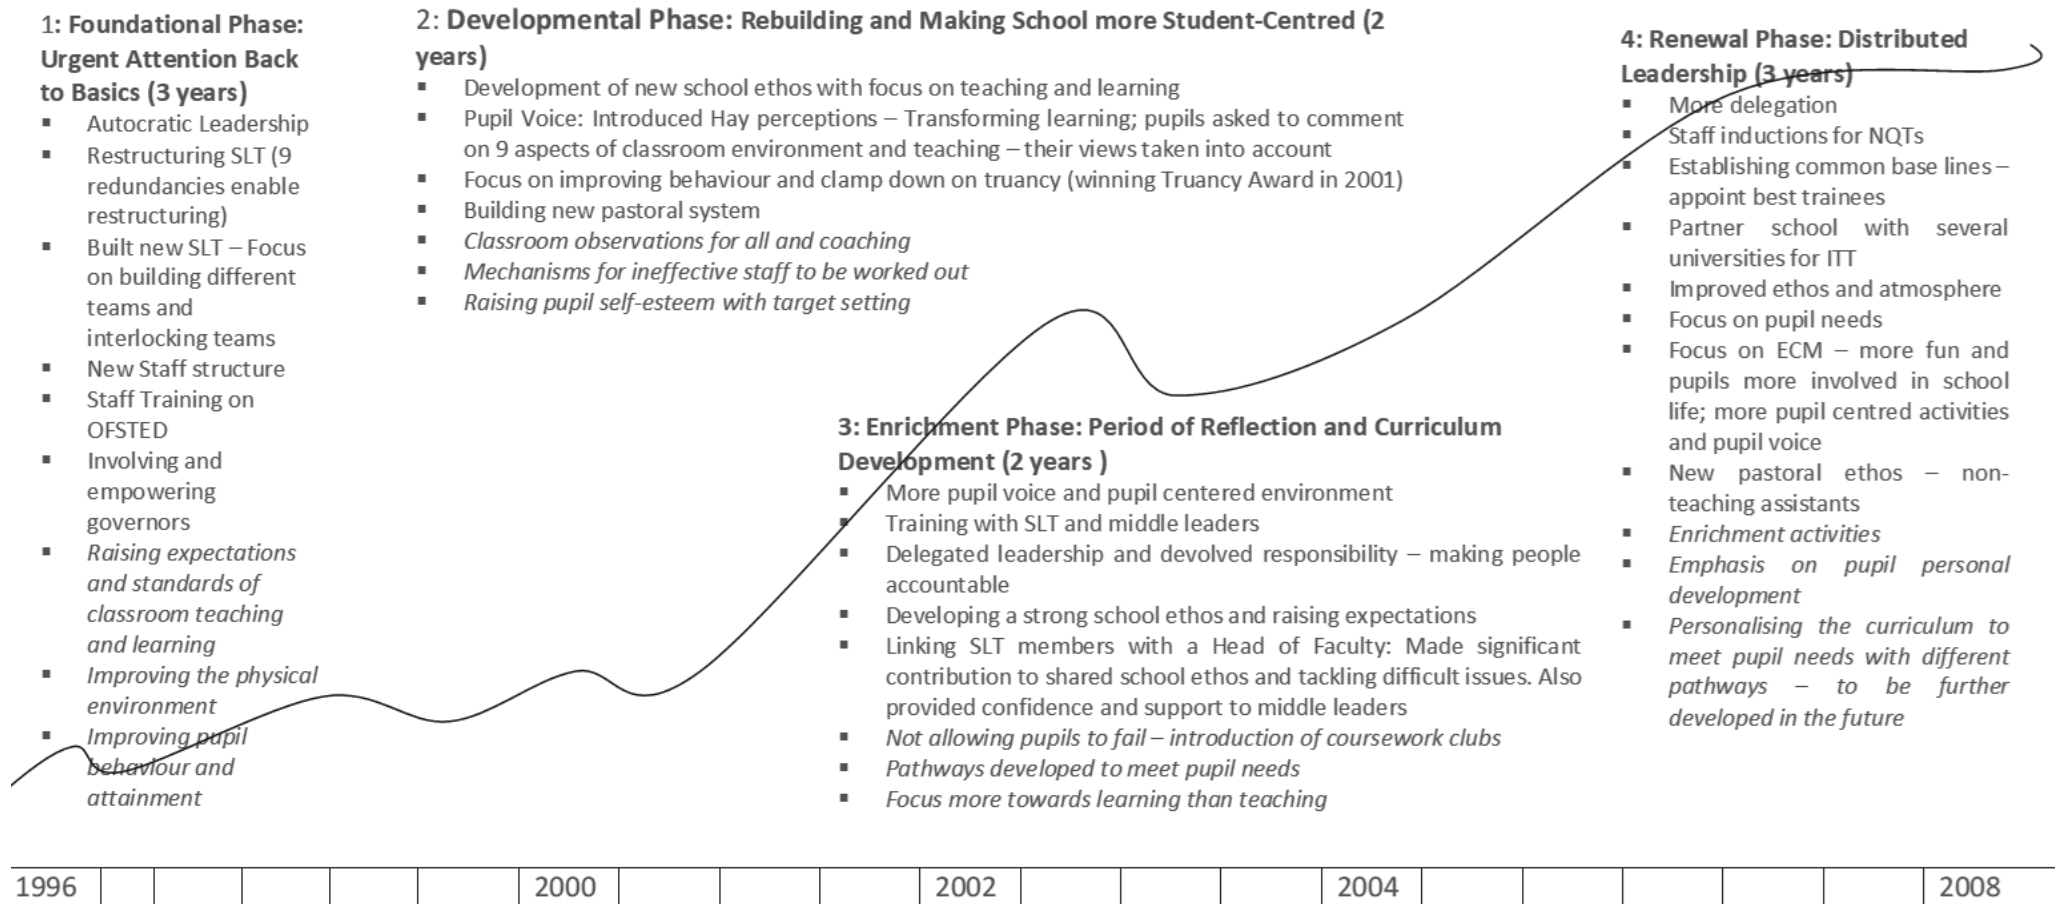 1: Foundational Phase:
Urgent Attention Back
to Basics (3 years)
▪ Autocratic Leadership
▪ Restructuring SLT (9
redundancies enable
restructuring)
▪ Built new SLT – Focus
on building different
teams and
interlocking teams
▪ New Staff structure
▪ Staff Training on
OFSTED
▪ Involving and
empowering
governors
▪ Raising expectations
and standards of
classroom teaching
and learning
▪ Improving the physical
environment
▪ Improving pupil
behaviour and
attainment
2: Developmental Phase: Rebuilding and Making School more Student-Centred (2
years)
▪ Development of new school ethos with focus on teaching and learning
▪ Pupil Voice: Introduced Hay perceptions – Transforming learning; pupils asked to comment
on 9 aspects of classroom environment and teaching – their views taken into account
▪ Focus on improving behaviour and clamp down on truancy (winning Truancy Award in 2001)
▪ Building new pastoral system
▪ Classroom observations for all and coaching
▪ Mechanisms for ineffective staff to be worked out
▪ Raising pupil self-esteem with target setting
3: Enrichment Phase: Period of Reflection and Curriculum
Development (2 years )
▪ More pupil voice and pupil centered environment
▪ Training with SLT and middle leaders
▪ Delegated leadership and devolved responsibility – making people
accountable
▪ Developing a strong school ethos and raising expectations
▪ Linking SLT members with a Head of Faculty: Made significant
contribution to shared school ethos and tackling difficult issues. Also
provided confidence and support to middle leaders
▪ Not allowing pupils to fail – introduction of coursework clubs
▪ Pathways developed to meet pupil needs
▪ Focus more towards learning than teaching
4: Renewal Phase: Distributed
Leadership (3 years)
▪ More delegation
▪ Staff inductions for NQTs
▪ Establishing common base lines –
appoint best trainees
▪ Partner school with several
universities for ITT
▪ Improved ethos and atmosphere
▪ Focus on pupil needs
▪ Focus on ECM – more fun and
pupils more involved in school
life; more pupil centred activities
and pupil voice
▪ New pastoral ethos – non-
teaching assistants
▪ Enrichment activities
▪ Emphasis on pupil personal
development
▪ Personalising the curriculum to
meet pupil needs with different
pathways – to be further
developed in the future
1996 2000 2002 2004 2008